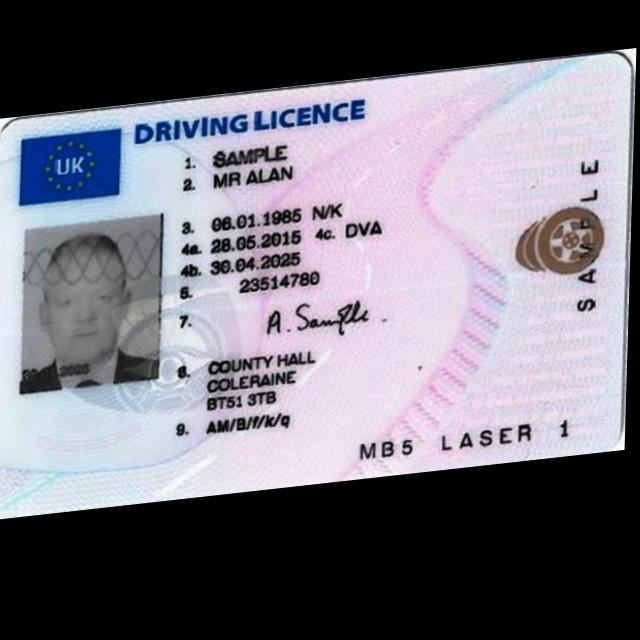 DRIVING LICENCE
UK
1. SAMPLE
2. MR ALAN
3. 06.01.1985 N/K
4a. 28.05.2015 4c. DVA
4b. 30.04.2025
5. 23514780
7. A. Sample.
8. COUNTY HALL
COLERAINE
BT51 3TB
9. AM/B/f/k/q
MB5 LASER 1
SAMPLE